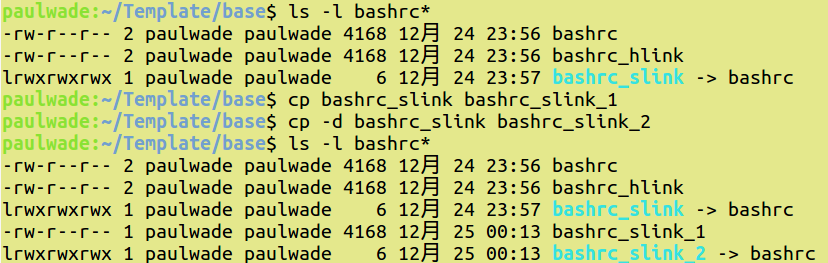 paulwade:~/Template/base$ ls -l bashrc*
-rw-r--r-- 2 paulwade paulwade 4168 12月 24 23:56 bashrc
-rw-r--r-- 2 paulwade paulwade 4168 12月 24 23:56 bashrc_hlink
lrwxrwxrwx 1 paulwade paulwade    6 12月 24 23:57 bashrc_slink -> bashrc
paulwade:~/Template/base$ cp bashrc_slink bashrc_slink_1
paulwade:~/Template/base$ cp -d bashrc_slink bashrc_slink_2
paulwade:~/Template/base$ ls -l bashrc*
-rw-r--r-- 2 paulwade paulwade 4168 12月 24 23:56 bashrc
-rw-r--r-- 2 paulwade paulwade 4168 12月 24 23:56 bashrc_hlink
lrwxrwxrwx 1 paulwade paulwade    6 12月 24 23:57 bashrc_slink -> bashrc
-rw-r--r-- 1 paulwade paulwade 4168 12月 25 00:13 bashrc_slink_1
lrwxrwxrwx 1 paulwade paulwade    6 12月 25 00:13 bashrc_slink_2 -> bashrc